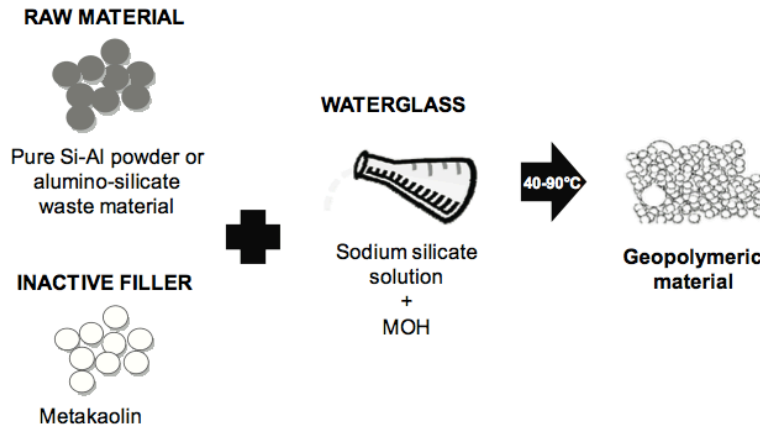 RAW MATERIAL
Pure Si-Al powder or
alumino-silicate
waste material
INACTIVE FILLER
Metakaolin
WATERGLASS
Sodium silicate
solution
+
MOH
40-90°C
Geopolymeric
material